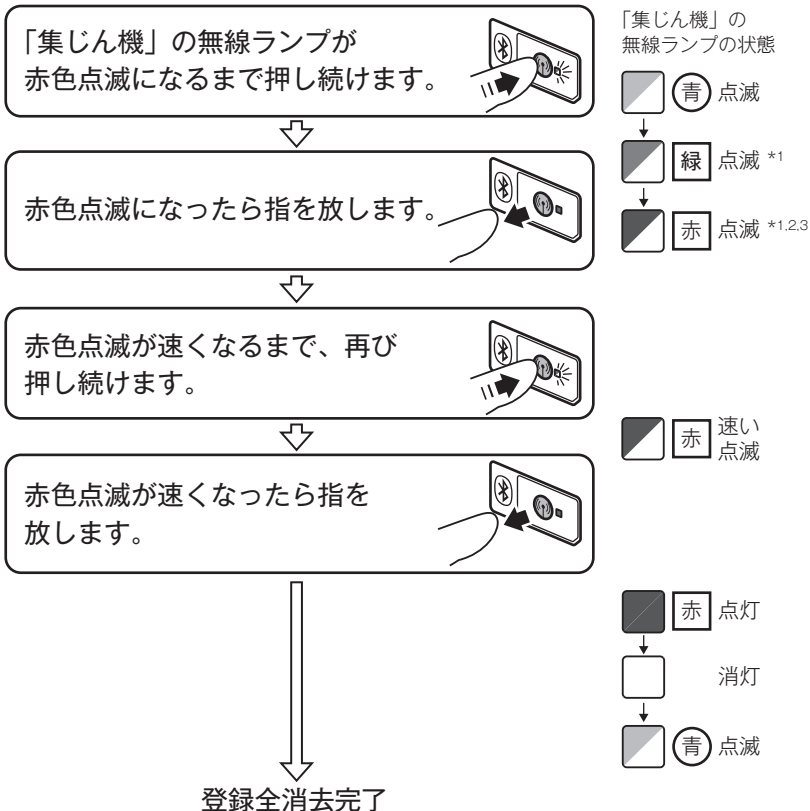 「集じん機」の無線ランプが
赤色点滅になるまで押し続けます。
「集じん機」の
無線ランプの状態
青 点滅
緑 点滅 *1
赤 点滅 *1,2,3
赤色点滅になったら指を放します。
赤色点滅が速くなるまで、再び
押し続けます。
赤 速い
点滅
赤色点滅が速くなったら指を
放します。
赤 点灯
消灯
青 点滅
登録全消去完了